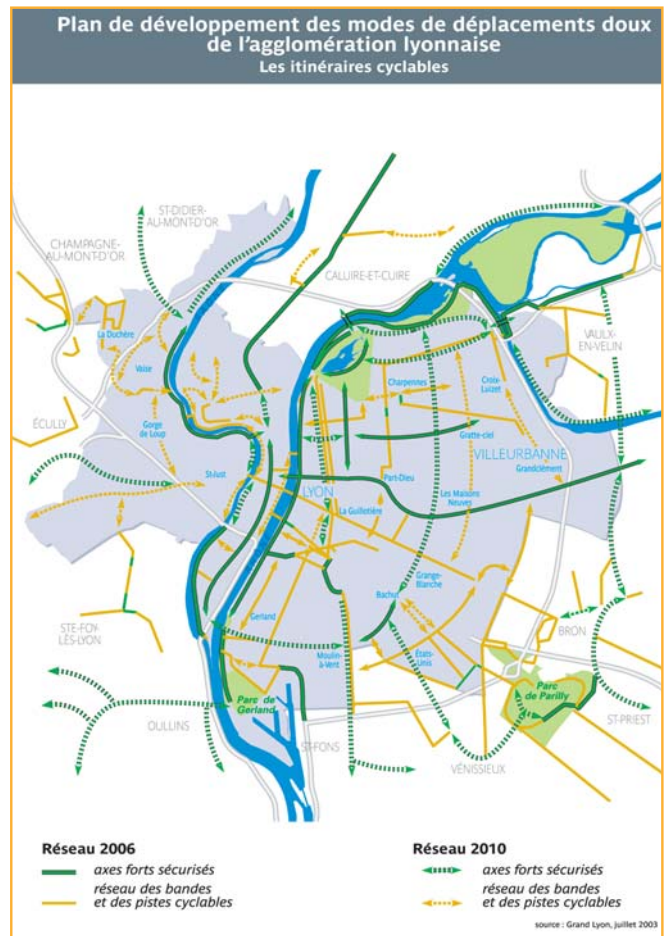 Plan de développement des modes de déplacements doux
de l'agglomération lyonnaise
Les itinéraires cyclables
ST-DIDIER-
AU-MONT-D'OR
CHAMPAGNE-
AU-MONT-D'OR
CALUIRE-ET-CUIRE
VAULX-
EN-VELIN
La Duchère
Vaise
Charpennes
Croix-
Luizet
ÉCULLY
Gorge
de Loup
Gratte-ciel
VILLEURBANNE
St-Just
Part-Dieu
Grandclément
LYON
Les Maisons
Neuves
La Guillotière
Grange-
Blanche
Bachut
STE-FOY-
LÈS-LYON
Gerland
BRON
Moulin-
à-Vent
États-
Unis
Parc de
Gerland
Parc
de Parilly
OULLINS
ST-PRIEST
ST-FONS
VÉNISSIEUX
Réseau 2006
axes forts sécurisés
réseau des bandes
et des pistes cyclables
Réseau 2010
axes forts sécurisés
réseau des bandes
et des pistes cyclables
source : Grand Lyon, juillet 2003